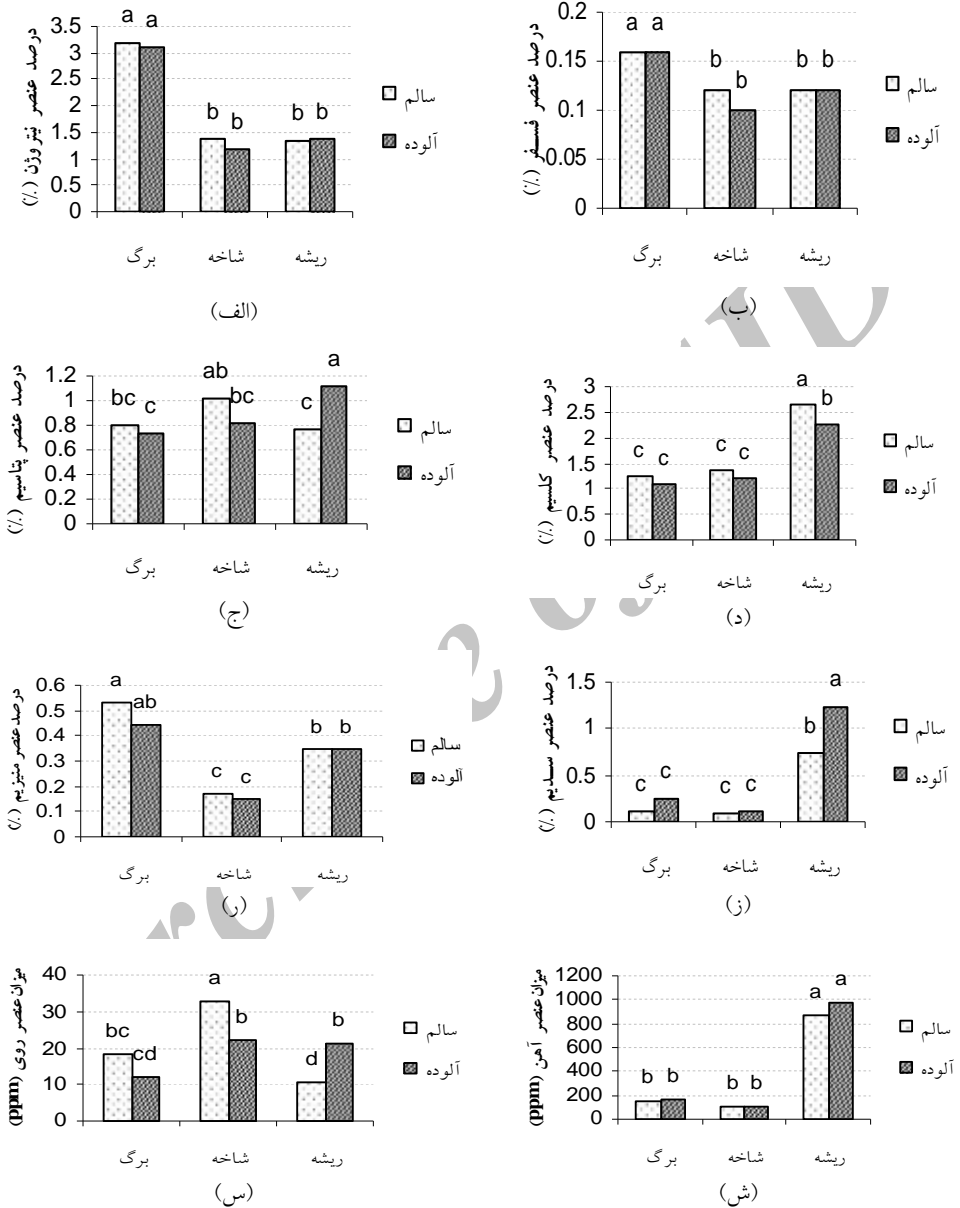 درصد عنصر فسفر (٪)
0.2
0.15
0.1
0.05
0
a a
b b
b b
برگ شاخه ریشه
سالم
آلوده
(ب)
درصد عنصر نیتروژن (٪)
3.5
3
2.5
2
1.5
1
0.5
0
a a
b b
b b
برگ شاخه ریشه
سالم
آلوده
(الف)
درصد عنصر کلسیم (٪)
3
2.5
2
1.5
1
0.5
0
c c
c c
a b
برگ شاخه ریشه
سالم
آلوده
(د)
درصد عنصر پتاسیم (٪)
1.2
1
0.8
0.6
0.4
0.2
0
bc c
ab bc
c a
برگ شاخه ریشه
سالم
آلوده
(ج)
درصد عنصر سدیم (٪)
1.5
1
0.5
0
c c
c c
b a
برگ شاخه ریشه
سالم
آلوده
(ز)
درصد عنصر منیزیم (٪)
0.6
0.5
0.4
0.3
0.2
0.1
0
a ab
c c
b b
برگ شاخه ریشه
سالم
آلوده
(ر)
میزان عنصر آهن (ppm)
1200
1000
800
600
400
200
0
b b
b b
a a
برگ شاخه ریشه
سالم
آلوده
(ش)
میزان عنصر روی (ppm)
40
30
20
10
0
bc cd
a b
d b
برگ شاخه ریشه
سالم
آلوده
(س)